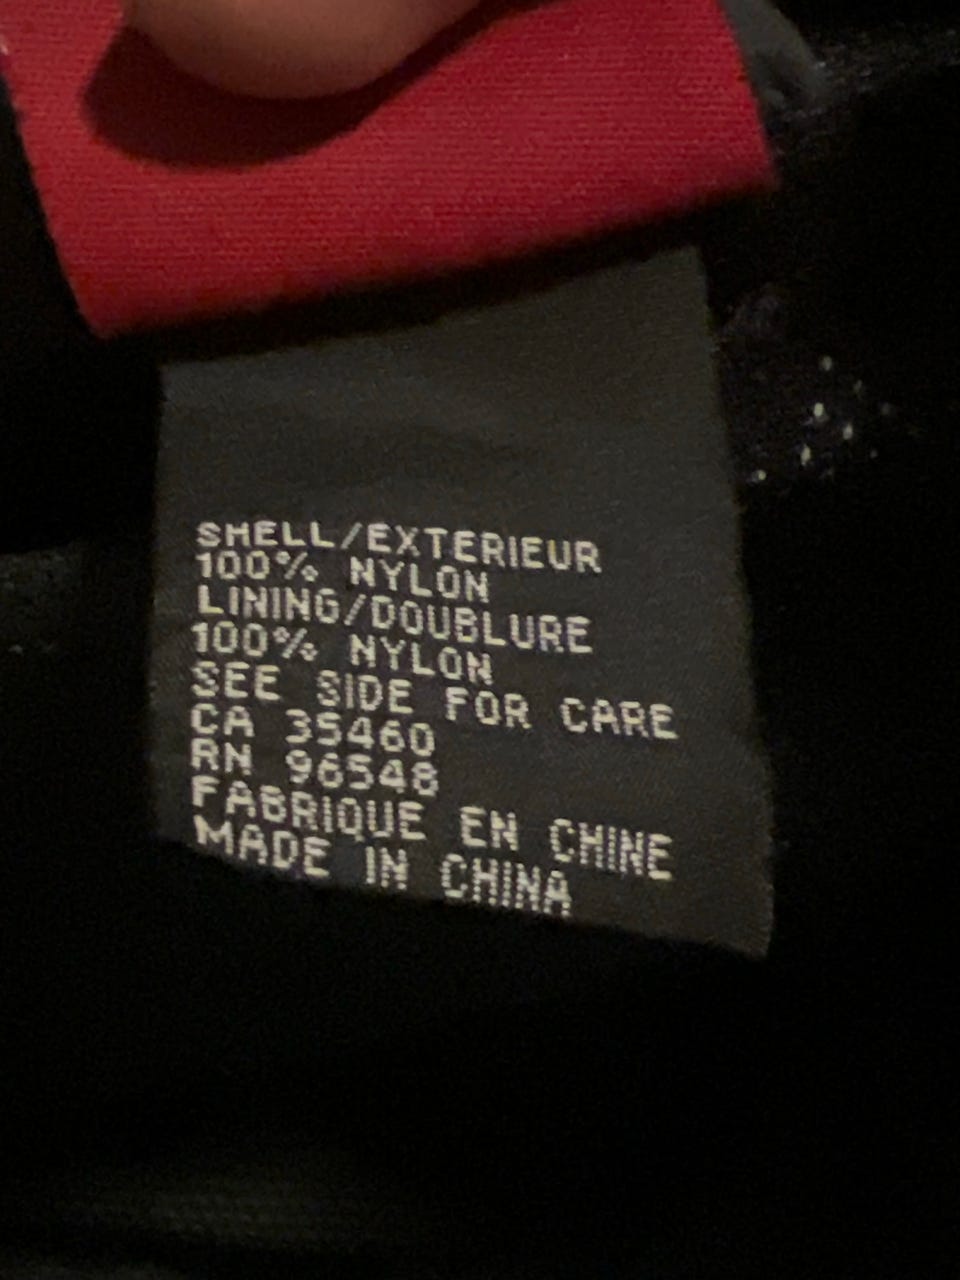 SHELL/EXTERIEUR
100% NYLON
LINING/DOUBLURE
100% NYLON
SEE SIDE FOR CARE
CA 35460
RN 96548
FABRIQUE EN CHINE
MADE IN CHINA